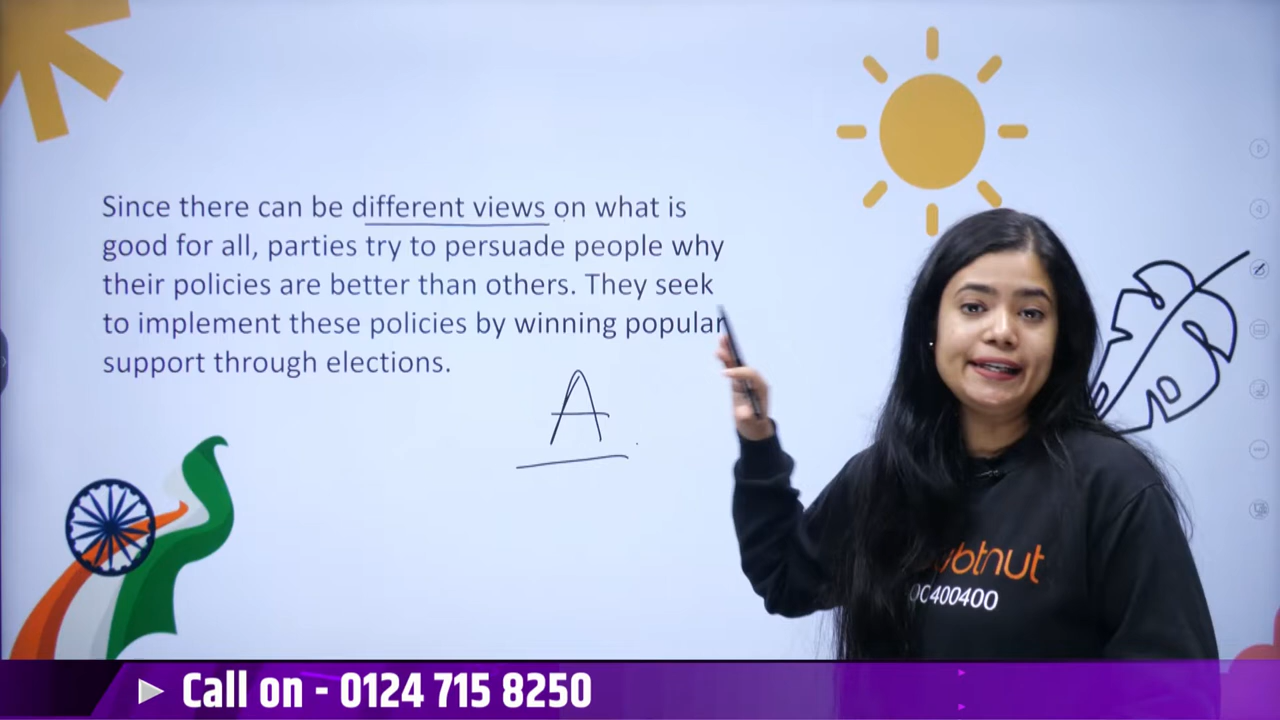 Since there can be different views on what is
good for all, parties try to persuade people why
their policies are better than others. They seek
to implement these policies by winning popular
support through elections.
A
ubtnut
400400
Call on - 0124 715 8250